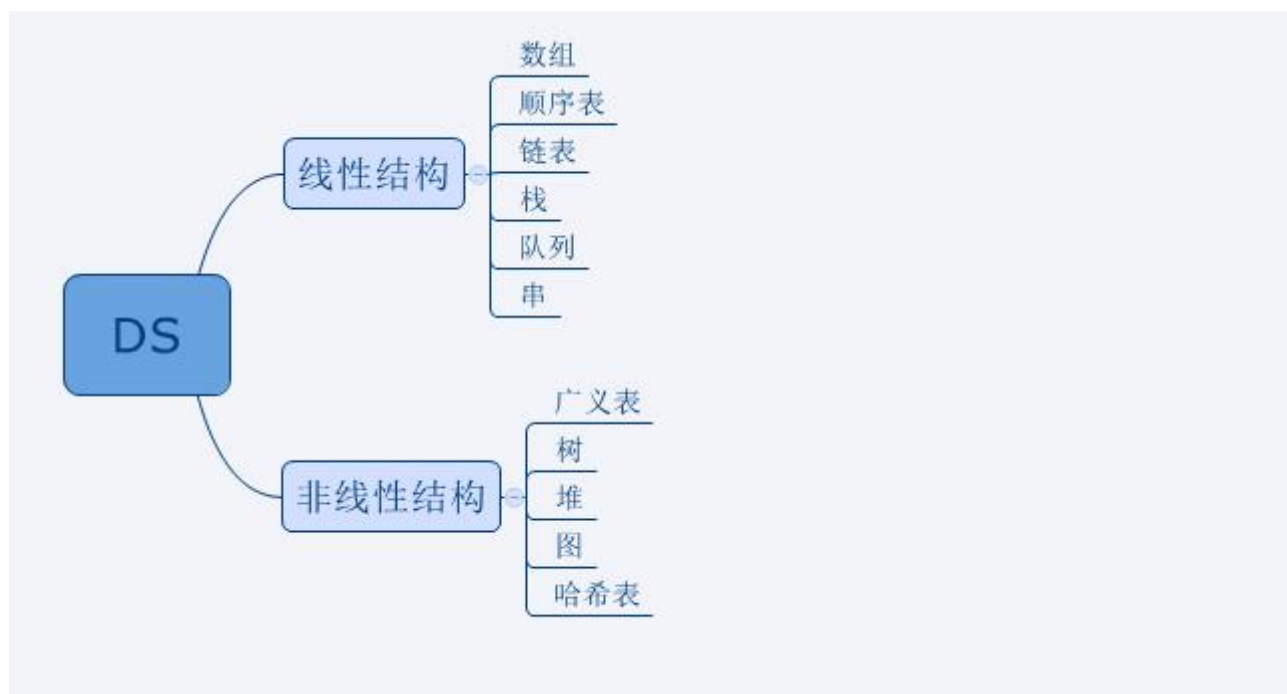 数组
顺序表
链表
线性结构
栈
队列
串
DS
广义表
树
非线性结构
堆
图
哈希表